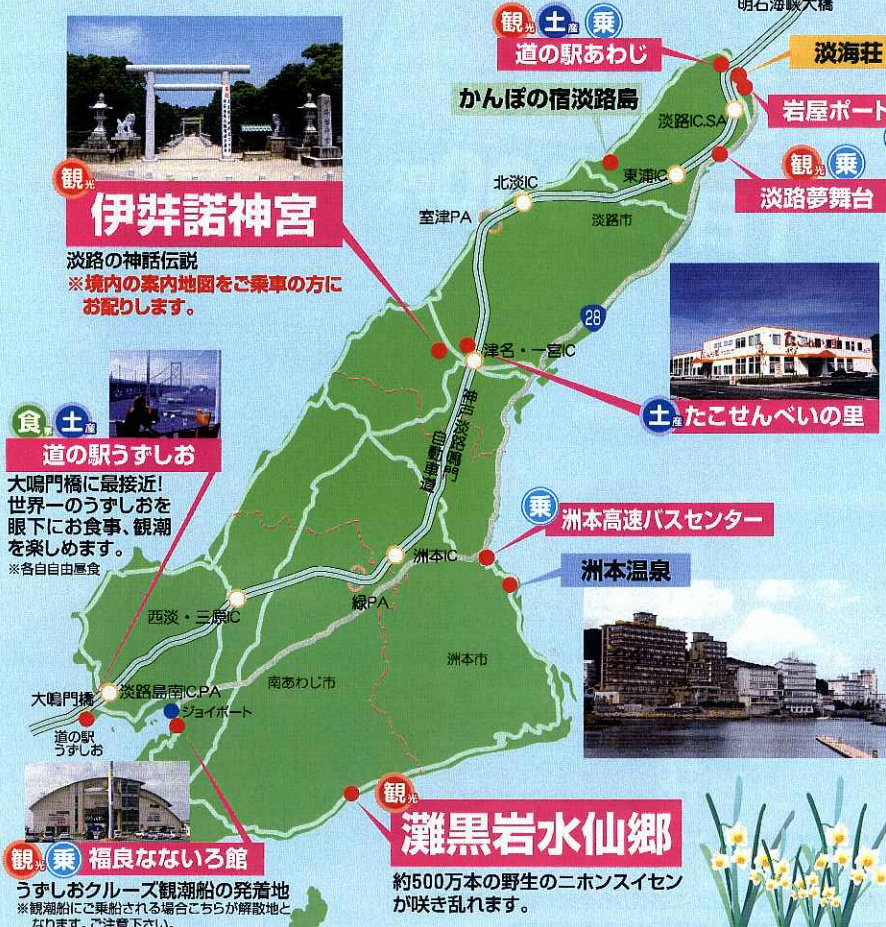 明石海峡大橋
観光 土産 乗
道の駅あわじ
淡海荘
かんぽの宿淡路島
淡路IC.SA
岩屋ポート
観光 乗
淡路夢舞台
東浦IC
北淡IC
室津PA
淡路市
観光
伊弉諾神宮
淡路の神話伝説
※境内の案内地図をご乗車の方に
お配りします。
28
津名・一宮IC
神戸淡路鳴門
自動車道
土産 たこせんべいの里
食事 土産
道の駅うずしお
大鳴門橋に最接近!
世界一のうずしおを
眼下にお食事、観潮
を楽しめます。
※各自自由昼食
乗 洲本高速バスセンター
洲本温泉
洲本IC
緑PA
西淡・三原IC
洲本市
南あわじ市
大鳴門橋
淡路島南IC.PA
ジョイポート
道の駅
うずしお
観光 乗 福良なないろ館
うずしおクルーズ観潮船の発着地
※観潮船にご乗船される場合こちらが解散地と
なります。ご注意下さい。
観光
灘黒岩水仙郷
約500万本の野生のニホンスイセン
が咲き乱れます。